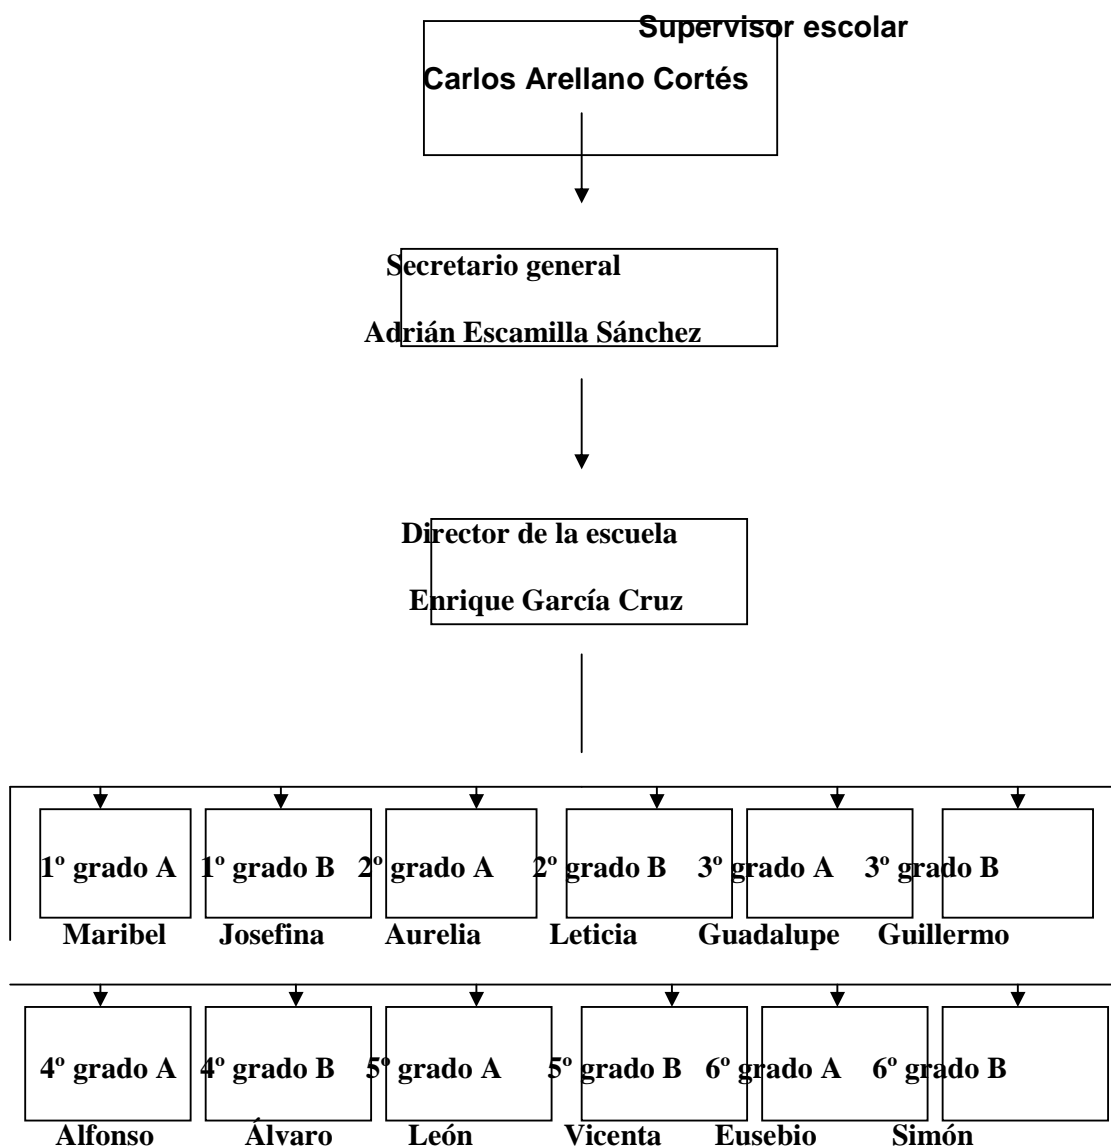 Supervisor escolar
Carlos Arellano Cortés
Secretario general
Adrián Escamilla Sánchez
Director de la escuela
Enrique García Cruz
1º grado A 1º grado B 2º grado A 2º grado B 3º grado A 3º grado B
Maribel Josefina Aurelia Leticia Guadalupe Guillermo
4º grado A 4º grado B 5º grado A 5º grado B 6º grado A 6º grado B
Alfonso Álvaro León Vicenta Eusebio Simón